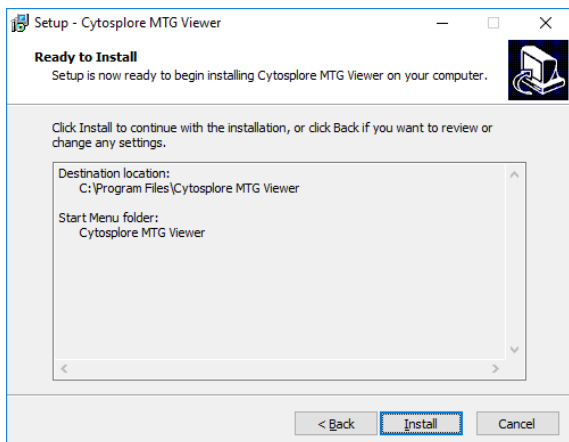 Setup - Cytosplore MTG Viewer
Ready to Install
Setup is now ready to begin installing Cytosplore MTG Viewer on your computer.
Click Install to continue with the installation, or click Back if you want to review or
change any settings.
Destination location:
C:\Program Files\Cytosplore MTG Viewer
Start Menu folder:
Cytosplore MTG Viewer
< Back
Install
Cancel